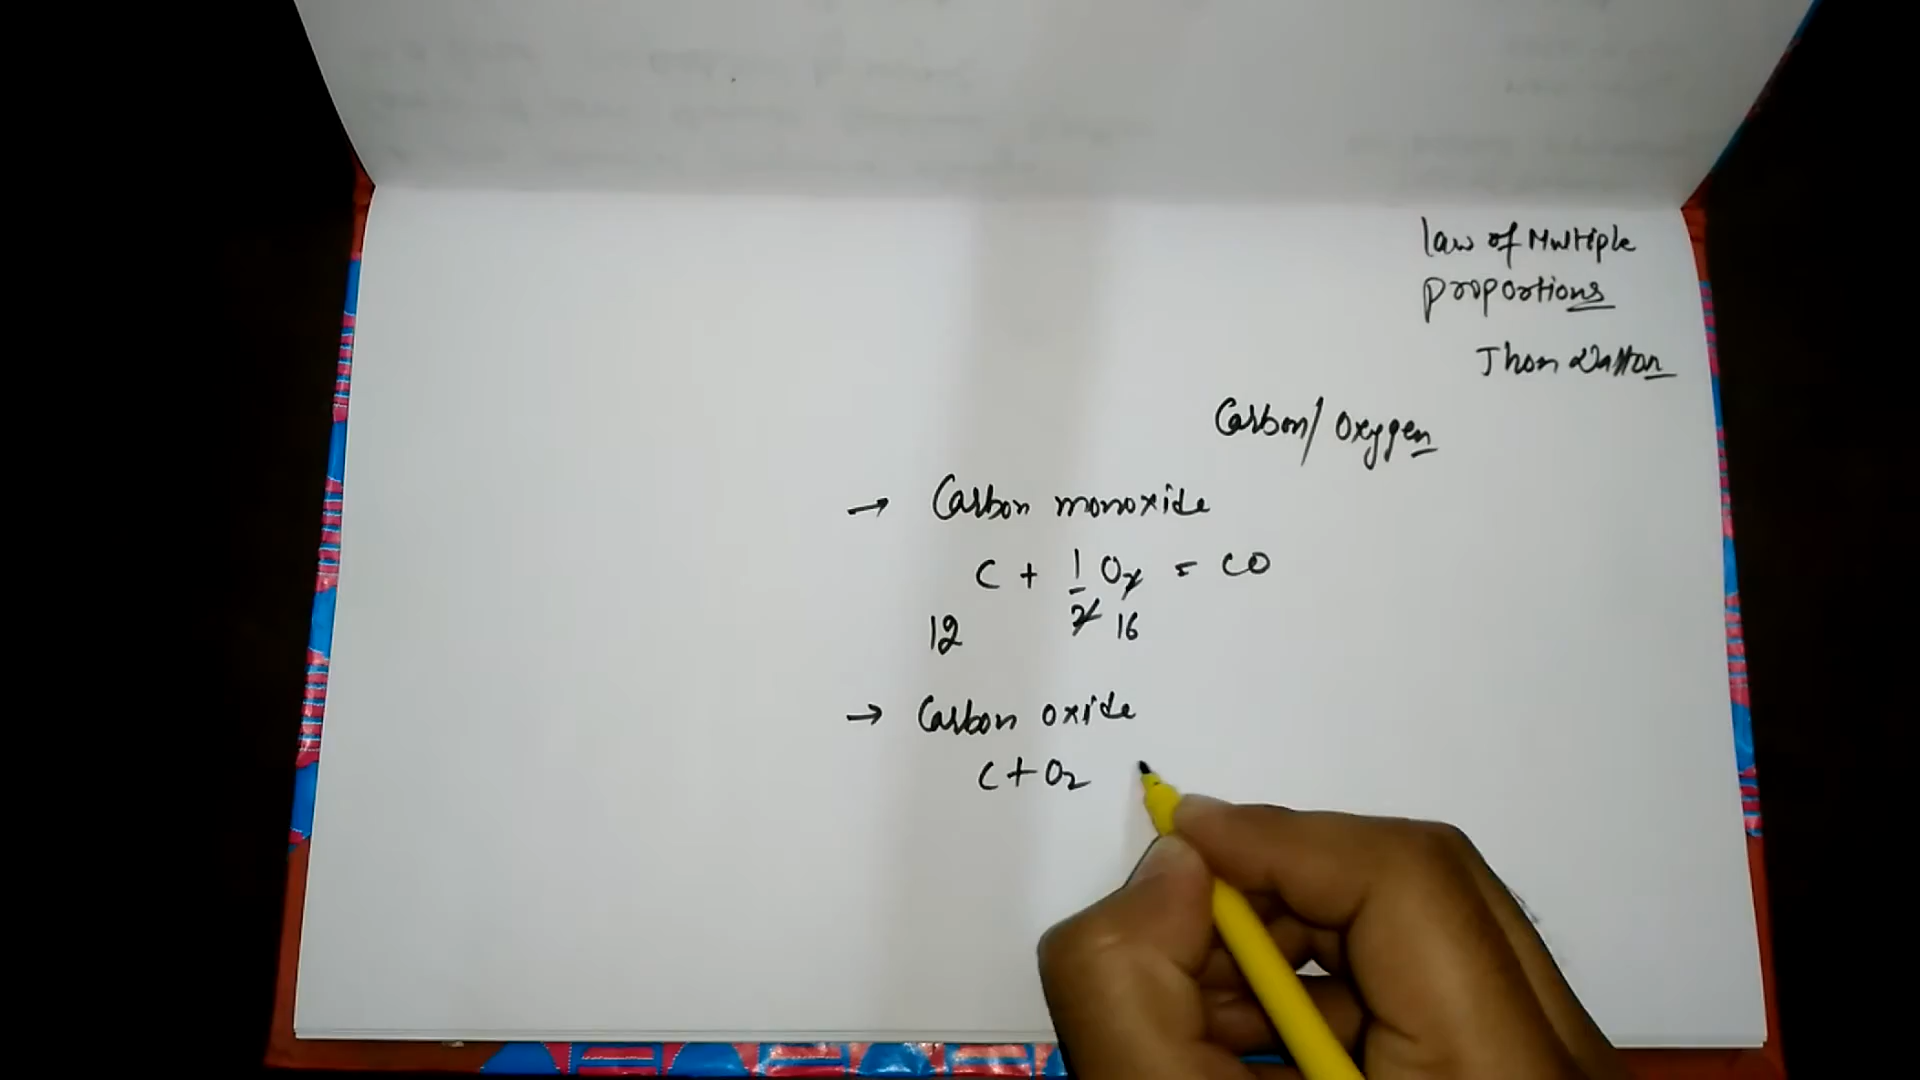 law of Multiple
proportions
Jhon Dalton
Carbon/Oxygen
→ Carbon monoxide
C + 1/2 O2 = CO
12 16
→ Carbon oxide
C + O2